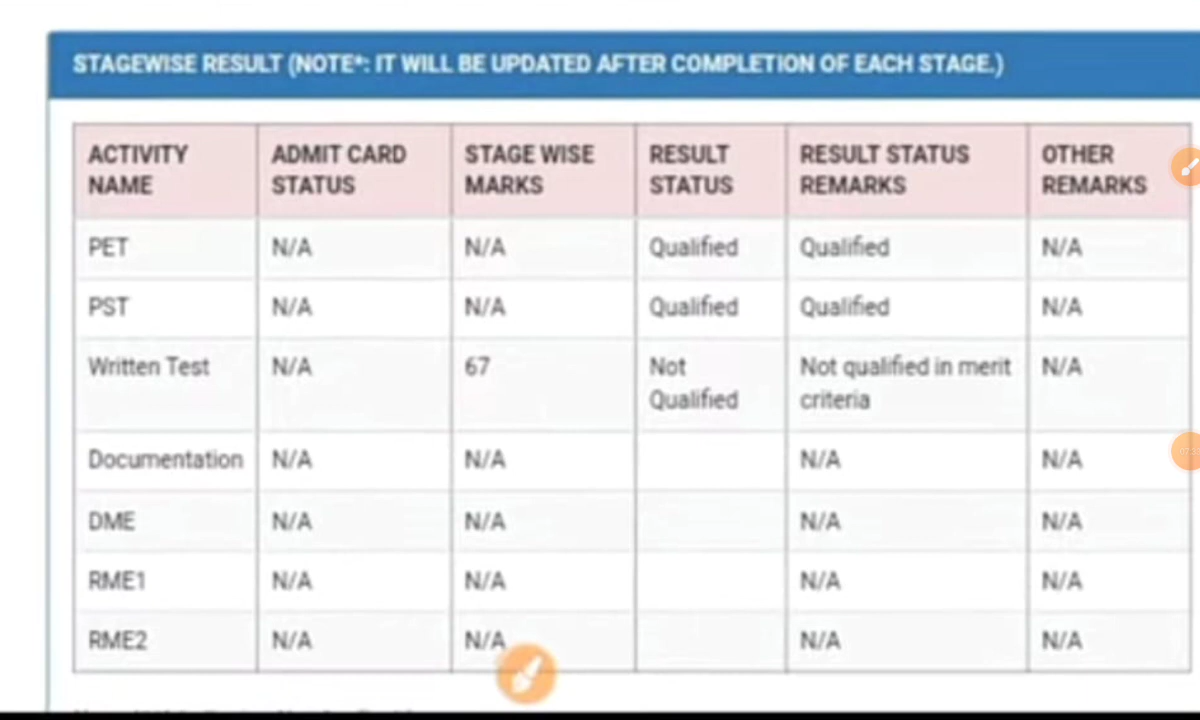 STAGEWISE RESULT (NOTE*: IT WILL BE UPDATED AFTER COMPLETION OF EACH STAGE.)
ACTIVITY NAME ADMIT CARD STATUS STAGE WISE MARKS RESULT STATUS RESULT STATUS REMARKS OTHER REMARKS
PET N/A N/A Qualified Qualified N/A
PST N/A N/A Qualified Qualified N/A
Written Test N/A 67 Not Qualified Not qualified in merit criteria N/A
Documentation N/A N/A N/A N/A
DME N/A N/A N/A N/A
RME1 N/A N/A N/A N/A
RME2 N/A N/A N/A N/A